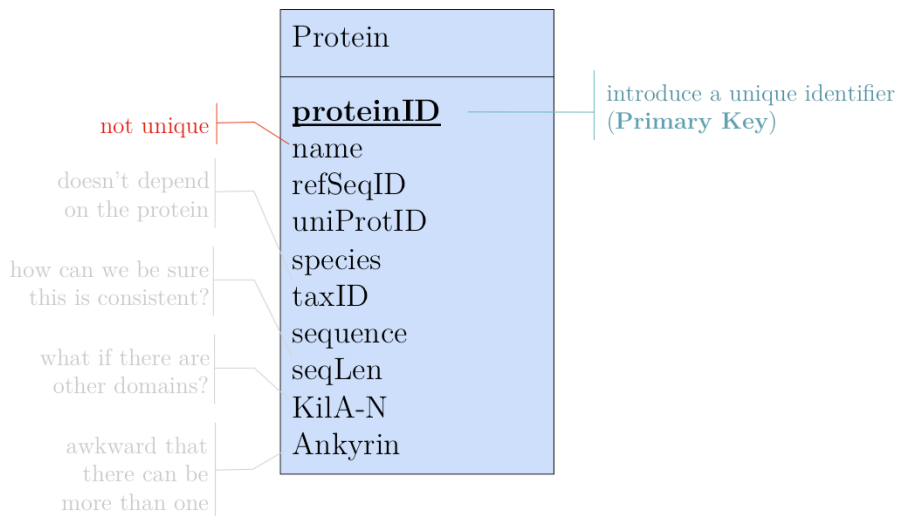 Protein
proteinID
name
refSeqID
uniProtID
species
taxID
sequence
seqLen
KilA-N
Ankyrin
not unique
doesn't depend
on the protein
how can we be sure
this is consistent?
what if there are
other domains?
awkward that
there can be
more than one
introduce a unique identifier
(Primary Key)